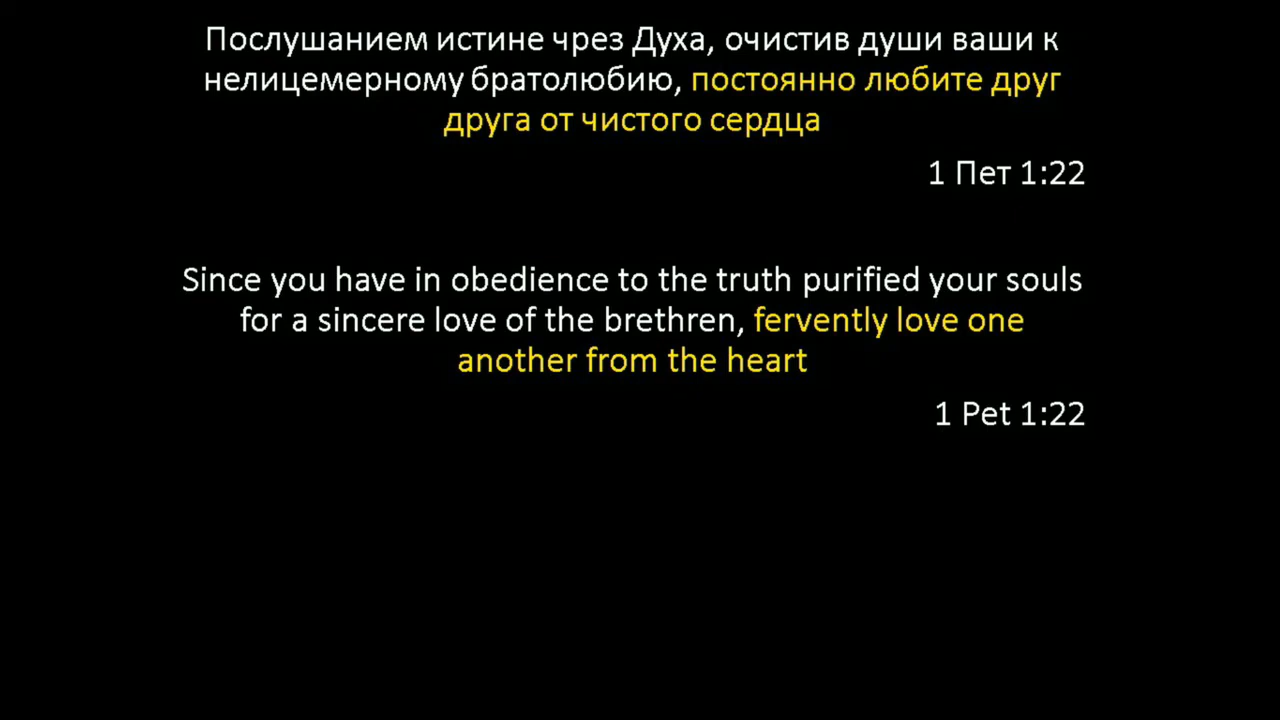 Послушанием истине чрез Духа, очистив души ваши к
нелицемерному братолюбию, постоянно любите друг
друга от чистого сердца
1 Пет 1:22
Since you have in obedience to the truth purified your souls
for a sincere love of the brethren, fervently love one
another from the heart
1 Pet 1:22